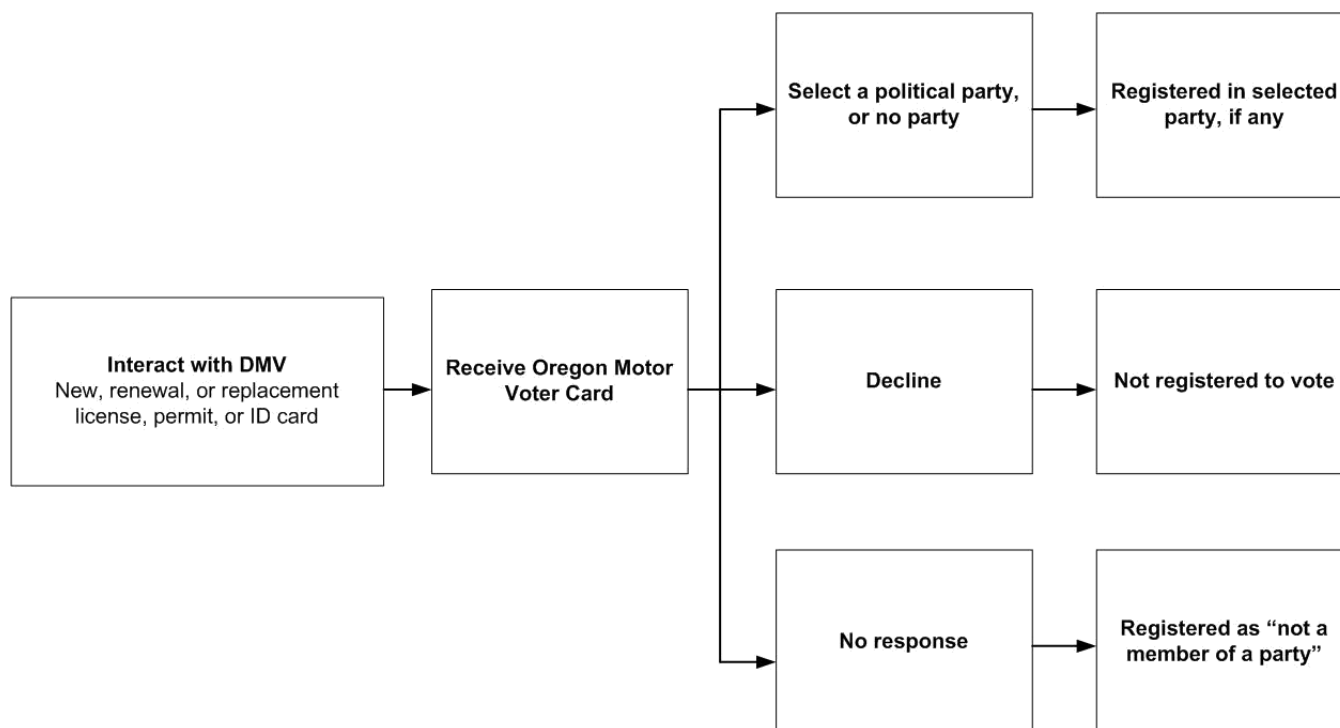 Interact with DMV
New, renewal, or replacement
license, permit, or ID card
Receive Oregon Motor
Voter Card
Select a political party,
or no party
Registered in selected
party, if any
Decline
Not registered to vote
No response
Registered as “not a
member of a party”